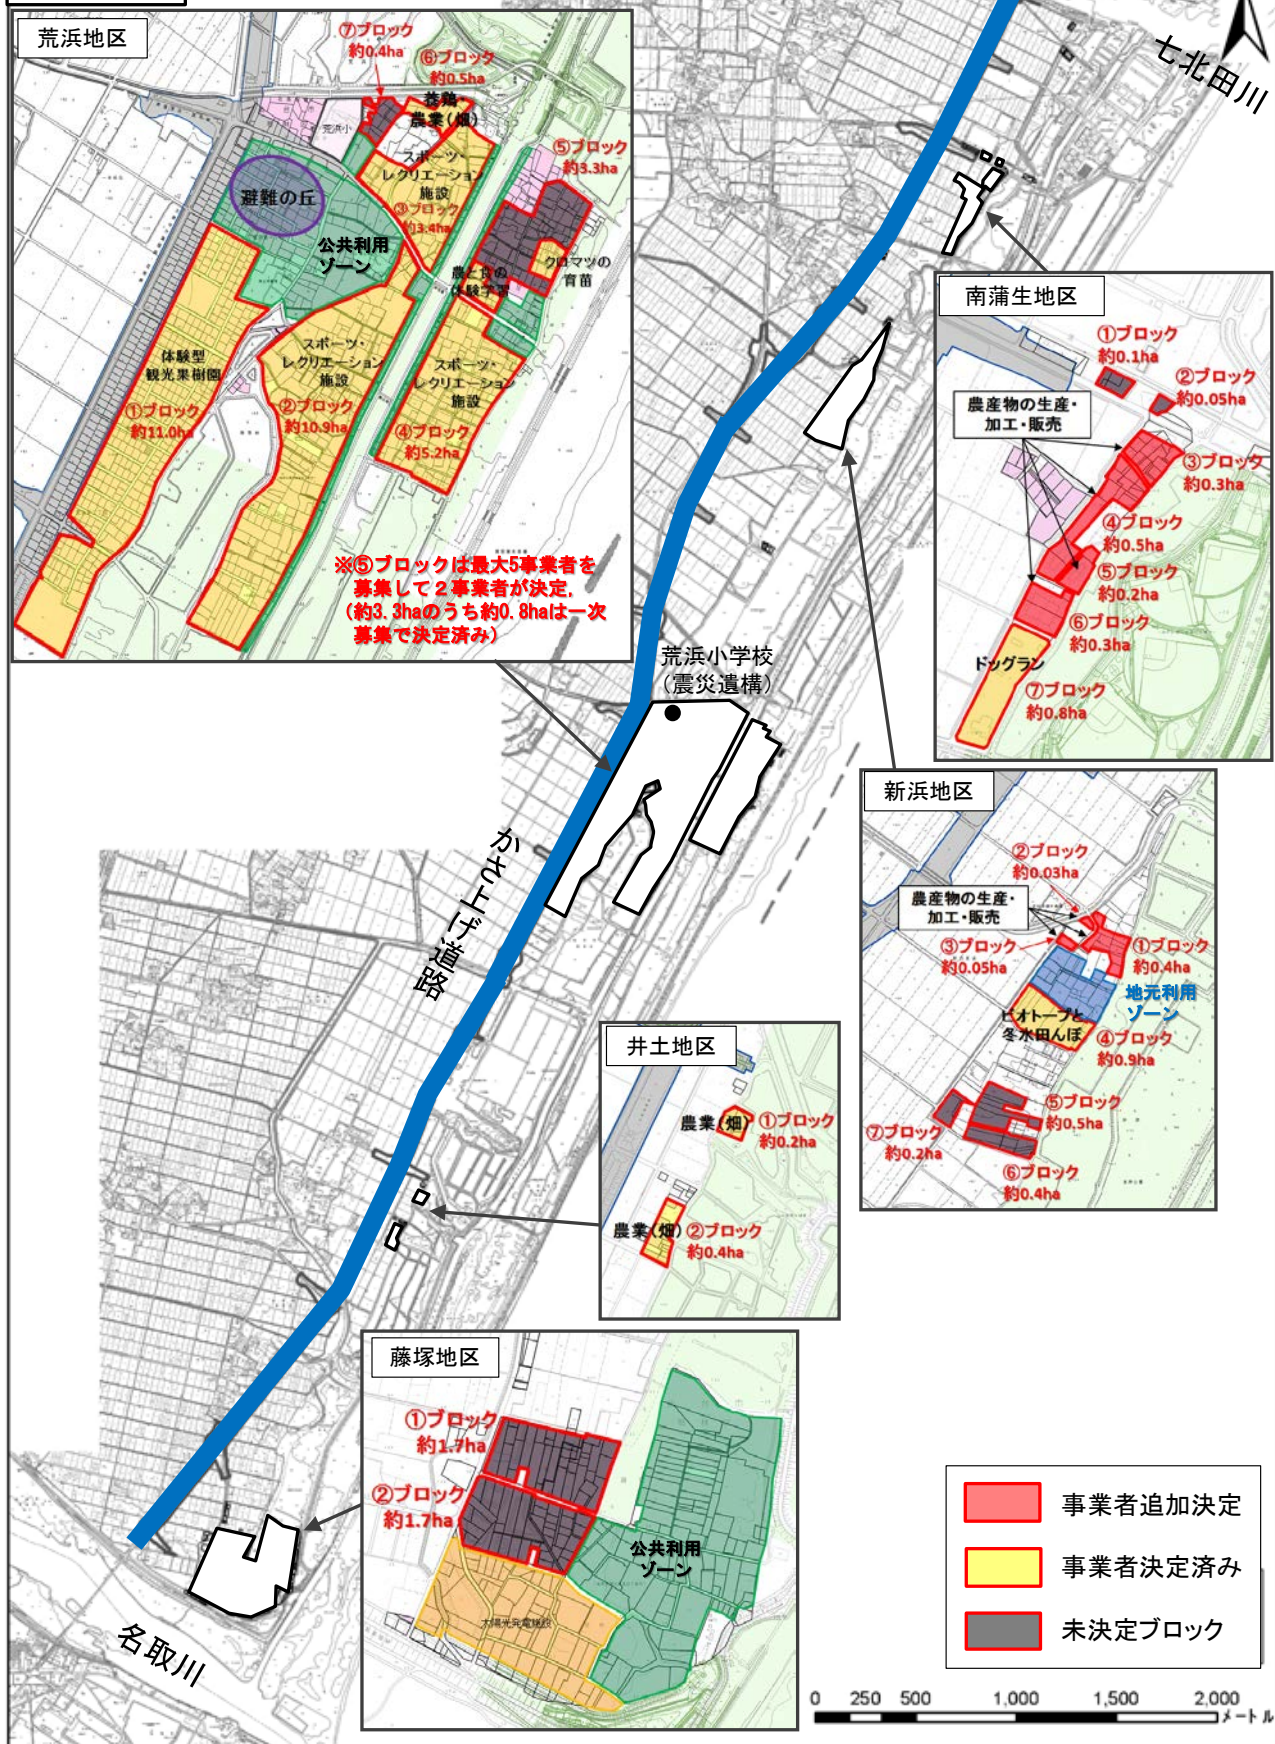 荒浜地区
⑦ブロック
約0.4ha
⑥ブロック
約0.5ha
養鶏
農業(畑)
荒浜小
スポーツ・
レクリエーション
施設
③ブロック
約3.4ha
⑤ブロック
約3.3ha
避難の丘
公共利用
ゾーン
農と食の
体験学習
クロマツの
育苗
体験型
観光果樹園
①ブロック
約11.0ha
スポーツ・
レクリエーション
施設
②ブロック
約10.9ha
スポーツ・
レクリエーション
施設
④ブロック
約5.2ha
※⑤ブロックは最大5事業者を
募集して2事業者が決定.
(約3.3haのうち約0.8haは一次
募集で決定済み)
七北田川
南蒲生地区
①ブロック
約0.1ha
②ブロック
約0.05ha
農産物の生産・
加工・販売
③ブロック
約0.3ha
④ブロック
約0.5ha
⑤ブロック
約0.2ha
⑥ブロック
約0.3ha
ドッグラン
⑦ブロック
約0.8ha
荒浜小学校
(震災遺構)
かさ上げ道路
新浜地区
②ブロック
約0.03ha
農産物の生産・
加工・販売
③ブロック
約0.05ha
①ブロック
約0.4ha
地元利用
ゾーン
ビオトープと
冬水田んぼ
④ブロック
約0.9ha
⑤ブロック
約0.5ha
⑦ブロック
約0.2ha
⑥ブロック
約0.4ha
井土地区
農業(畑)
①ブロック
約0.2ha
農業(畑)
②ブロック
約0.4ha
藤塚地区
①ブロック
約1.7ha
②ブロック
約1.7ha
公共利用
ゾーン
太陽光発電施設
名取川
事業者追加決定
事業者決定済み
未決定ブロック
0 250 500 1,000 1,500 2,000
メートル